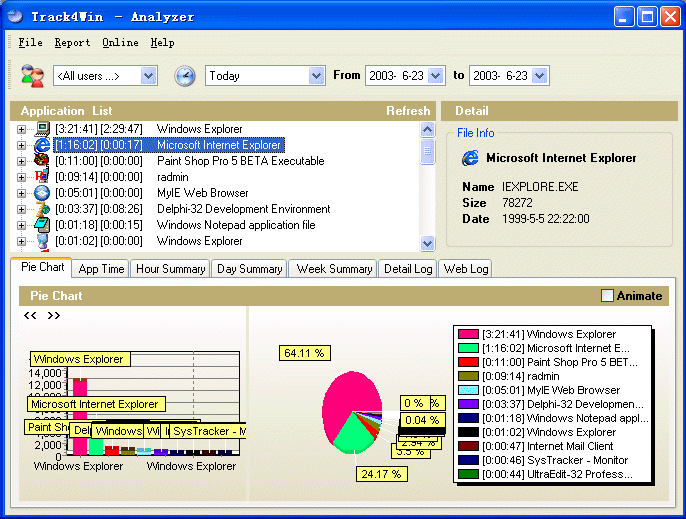 Track4Win - Analyzer
File Report Online Help
<All users ...> Today From 2003- 6-23 to 2003- 6-23
Application List Refresh
[3:21:41] [2:29:47] Windows Explorer
[1:16:02] [0:00:17] Microsoft Internet Explorer
[0:11:00] [0:00:00] Paint Shop Pro 5 BETA Executable
[0:09:14] [0:00:00] radmin
[0:05:01] [0:00:00] MyIE Web Browser
[0:03:37] [0:08:26] Delphi-32 Development Environment
[0:01:18] [0:00:15] Windows Notepad application file
[0:01:02] [0:00:00] Windows Explorer
Detail
File Info
Microsoft Internet Explorer
Name IEXPLORE.EXE
Size 78272
Date 1999-5-5 22:22:00
Pie Chart App Time Hour Summary Day Summary Week Summary Detail Log Web Log
Pie Chart Animate
<< >>
Windows Explorer
14,000
12,000
10,000
8,000
Microsoft Internet Explorer
Paint Sho Del Windows Wi I SysTracker - M
2,000
0
Windows Explorer Windows Explorer
64.11 %
0 % %
0.04 %
2.94 %
3.5 %
24.17 %
[3:21:41] Windows Explorer
[1:16:02] Microsoft Internet E...
[0:11:00] Paint Shop Pro 5 BET...
[0:09:14] radmin
[0:05:01] MyIE Web Browser
[0:03:37] Delphi-32 Developmen...
[0:01:18] Windows Notepad appl...
[0:01:02] Windows Explorer
[0:00:47] Internet Mail Client
[0:00:46] SysTracker - Monitor
[0:00:44] UltraEdit-32 Profess...